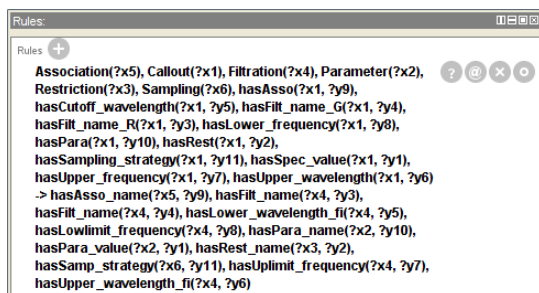 Rules:
Rules
Association(?x5), Callout(?x1), Filtration(?x4), Parameter(?x2),
Restriction(?x3), Sampling(?x6), hasAsso(?x1, ?y9),
hasCutoff_wavelength(?x1, ?y5), hasFilt_name_G(?x1, ?y4),
hasFilt_name_R(?x1, ?y3), hasLower_frequency(?x1, ?y8),
hasPara(?x1, ?y10), hasRest(?x1, ?y2),
hasSampling_strategy(?x1, ?y11), hasSpec_value(?x1, ?y1),
hasUpper_frequency(?x1, ?y7), hasUpper_wavelength(?x1, ?y6)
-> hasAsso_name(?x5, ?y9), hasFilt_name(?x4, ?y3),
hasFilt_name(?x4, ?y4), hasLower_wavelength_fi(?x4, ?y5),
hasLowlimit_frequency(?x4, ?y8), hasPara_name(?x2, ?y10),
hasPara_value(?x2, ?y1), hasRest_name(?x3, ?y2),
hasSamp_strategy(?x6, ?y11), hasUplimit_frequency(?x4, ?y7),
hasUpper_wavelength_fi(?x4, ?y6)